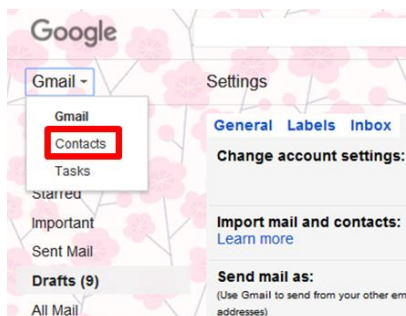 Google
Gmail
Settings
Gmail
Contacts
Tasks
Starred
Important
Sent Mail
Drafts (9)
All Mail
General Labels Inbox
Change account settings:
Import mail and contacts:
Learn more
Send mail as:
(Use Gmail to send from your other em
addresses)